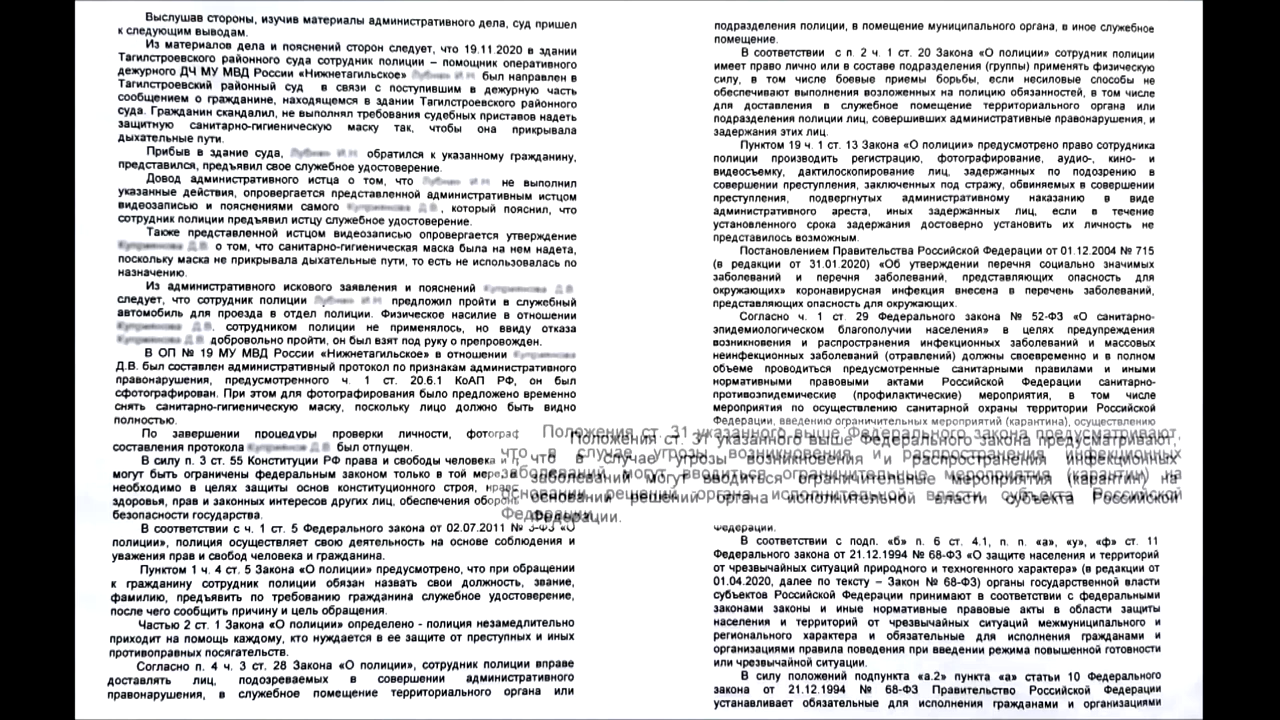 Выслушав стороны, изучив материалы административного дела, суд пришел
к следующим выводам.
Из материалов дела и пояснений сторон следует, что 19.11.2020 в здании
Тагилстроевского районного суда сотрудник полиции – помощник оперативного
дежурного ДЧ МУ МВД России «Нижнетагильское» был направлен в
Тагилстроевский районный суд в связи с поступившим в дежурную часть
сообщением о гражданине, находящемся в здании Тагилстроевского районного
суда. Гражданин скандалил, не выполнял требования судебных приставов надеть
защитную санитарно-гигиеническую маску так, чтобы она прикрывала
дыхательные пути.
Прибыв в здание суда, обратился к указанному гражданину,
представился, предъявил свое служебное удостоверение.
Довод административного истца о том, что не выполнил
указанные действия, опровергается представленной административным истцом
видеозаписью и пояснениями самого , который пояснил, что
сотрудник полиции предъявил истцу служебное удостоверение.
Также представленной истцом видеозаписью опровергается утверждение
о том, что санитарно-гигиеническая маска была на нем надета,
поскольку маска не прикрывала дыхательные пути, то есть не использовалась по
назначению.
Из административного искового заявления и пояснений
следует, что сотрудник полиции предложил пройти в служебный
автомобиль для проезда в отдел полиции. Физическое насилие в отношении
, сотрудником полиции не применялось, но ввиду отказа
добровольно пройти, он был взят под руку о препровожден.
В ОП № 19 МУ МВД России «Нижнетагильское» в отношении
Д.В. был составлен административный протокол по признакам административного
правонарушения, предусмотренного ч. 1 ст. 20.6.1 КоАП РФ, он был
сфотографирован. При этом для фотографирования было предложено временно
снять санитарно-гигиеническую маску, поскольку лицо должно быть видно
полностью.
По завершении процедуры проверки личности, фотограф
составления протокола был отпущен.
В силу п. 3 ст. 55 Конституции РФ права и свободы человека и г
могут быть ограничены федеральным законом только в той мере,
необходимо в целях защиты основ конституционного строя, нравс
здоровья, прав и законных интересов других лиц, обеспечения оборон
безопасности государства.
В соответствии с ч. 1 ст. 5 Федерального закона от 02.07.2011 № 3-ФЗ «О
полиции», полиция осуществляет свою деятельность на основе соблюдения и
уважения прав и свобод человека и гражданина.
Пунктом 1 ч. 4 ст. 5 Закона «О полиции» предусмотрено, что при обращении
к гражданину сотрудник полиции обязан назвать свои должность, звание,
фамилию, предъявить по требованию гражданина служебное удостоверение,
после чего сообщить причину и цель обращения.
Частью 2 ст. 1 Закона «О полиции» определено - полиция незамедлительно
приходит на помощь каждому, кто нуждается в ее защите от преступных и иных
противоправных посягательств.
Согласно п. 4 ч. 3 ст. 28 Закона «О полиции», сотрудник полиции вправе
доставлять лиц, подозреваемых в совершении административного
правонарушения, в служебное помещение территориального органа или
подразделения полиции, в помещение муниципального органа, в иное служебное
помещение.
В соответствии с п. 2 ч. 1 ст. 20 Закона «О полиции» сотрудник полиции
имеет право лично или в составе подразделения (группы) применять физическую
силу, в том числе боевые приемы борьбы, если несиловые способы не
обеспечивают выполнения возложенных на полицию обязанностей, в том числе
для доставления в служебное помещение территориального органа или
подразделения полиции лиц, совершивших административные правонарушения, и
задержания этих лиц.
Пунктом 19 ч. 1 ст. 13 Закона «О полиции» предусмотрено право сотрудника
полиции производить регистрацию, фотографирование, аудио-, кино- и
видеосъемку, дактилоскопирование лиц, задержанных по подозрению в
совершении преступления, заключенных под стражу, обвиняемых в совершении
преступления, подвергнутых административному наказанию в виде
административного ареста, иных задержанных лиц, если в течение
установленного срока задержания достоверно установить их личность не
представилось возможным.
Постановлением Правительства Российской Федерации от 01.12.2004 № 715
(в редакции от 31.01.2020) «Об утверждении перечня социально значимых
заболеваний и перечня заболеваний, представляющих опасность для
окружающих» коронавирусная инфекция внесена в перечень заболеваний,
представляющих опасность для окружающих.
Согласно ч. 1 ст. 29 Федерального закона № 52-ФЗ «О санитарно-
эпидемиологическом благополучии населения» в целях предупреждения
возникновения и распространения инфекционных заболеваний и массовых
неинфекционных заболеваний (отравлений) должны своевременно и в полном
объеме проводиться предусмотренные санитарными правилами и иными
нормативными правовыми актами Российской Федерации санитарно-
противоэпидемические (профилактические) мероприятия, в том числе
мероприятия по осуществлению санитарной охраны территории Российской
Федерации, введению ограничительных мероприятий (карантина), осуществлению
Положения ст. 31 указанного выше Федерального закона предусматривают,
что в случае угрозы возникновения и распространения инфекционных
заболеваний могут вводиться ограничительные мероприятия (карантин) на
основании решений органа исполнительной власти субъекта Российской
Федерации.
Федерации.
В соответствии с подп. «б» п. 6 ст. 4.1, п. п. «а», «у», «ф» ст. 11
Федерального закона от 21.12.1994 № 68-ФЗ «О защите населения и территорий
от чрезвычайных ситуаций природного и техногенного характера» (в редакции от
01.04.2020, далее по тексту – Закон № 68-ФЗ) органы государственной власти
субъектов Российской Федерации принимают в соответствии с федеральными
законами законы и иные нормативные правовые акты в области защиты
населения и территорий от чрезвычайных ситуаций межмуниципального и
регионального характера и обязательные для исполнения гражданами и
организациями правила поведения при введении режима повышенной готовности
или чрезвычайной ситуации.
В силу положений подпункта «а.2» пункта «а» статьи 10 Федерального
закона от 21.12.1994 № 68-ФЗ Правительство Российской Федерации
устанавливает обязательные для исполнения гражданами и организациями